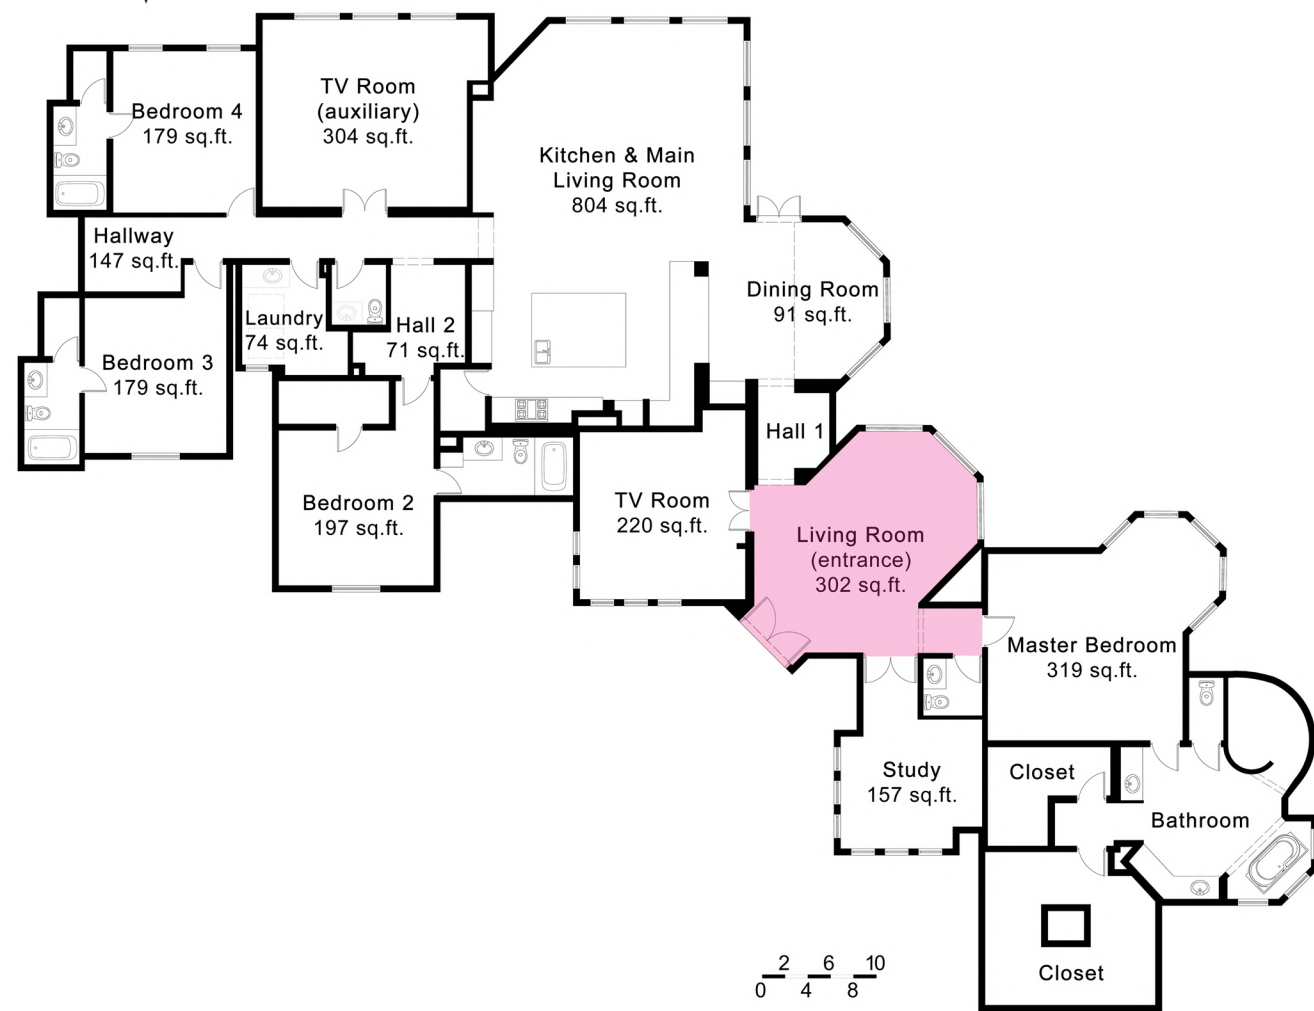 TV Room
(auxiliary)
304 sq.ft.
Bedroom 4
179 sq.ft.
Kitchen & Main
Living Room
804 sq.ft.
Hallway
147 sq.ft.
Dining Room
91 sq.ft.
Laundry
74 sq.ft.
Hall 2
71 sq.ft.
Bedroom 3
179 sq.ft.
Hall 1
Bedroom 2
197 sq.ft.
TV Room
220 sq.ft.
Living Room
(entrance)
302 sq.ft.
Master Bedroom
319 sq.ft.
Study
157 sq.ft.
Closet
Bathroom
Closet
2 6 10
0 4 8